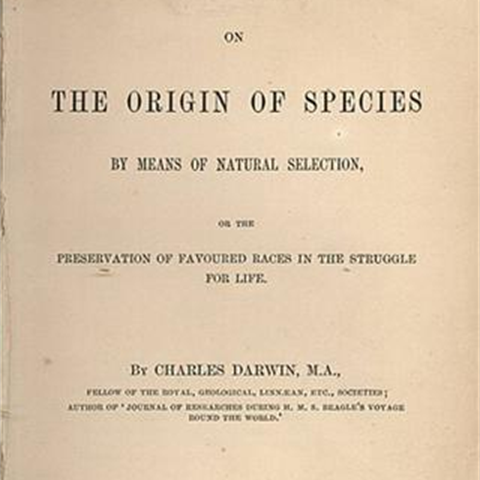 ON
THE ORIGIN OF SPECIES
BY MEANS OF NATURAL SELECTION,
OR THE
PRESERVATION OF FAVOURED RACES IN THE STRUGGLE
FOR LIFE.
BY CHARLES DARWIN, M.A.,
FELLOW OF THE ROYAL, GEOLOGICAL, LINNÆAN, ETC., SOCIETIES;
AUTHOR OF 'JOURNAL OF RESEARCHES DURING H. M. S. BEAGLE'S VOYAGE
ROUND THE WORLD.'